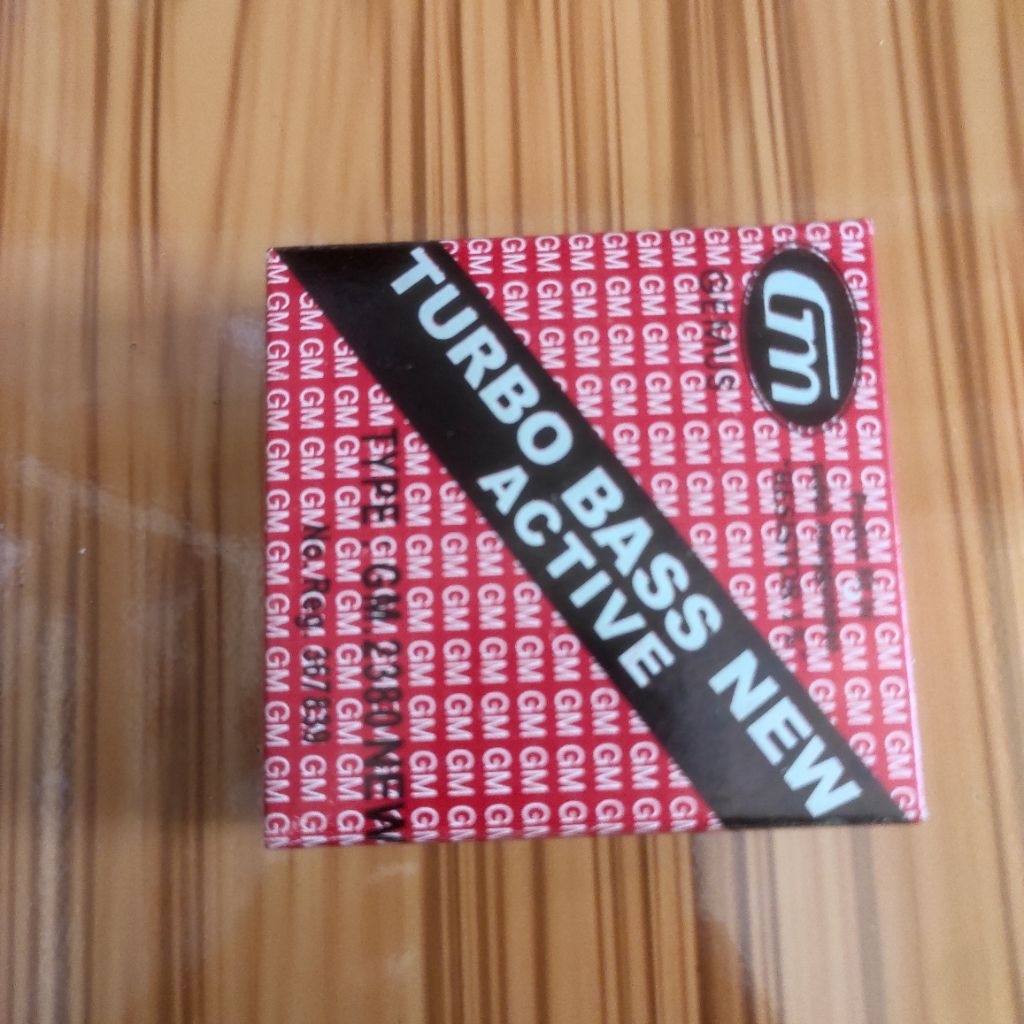 GM
GENIUS
TURBO BASS NEW
ACTIVE
TYPE : GM 2380 NEW
No. Reg. 367 839